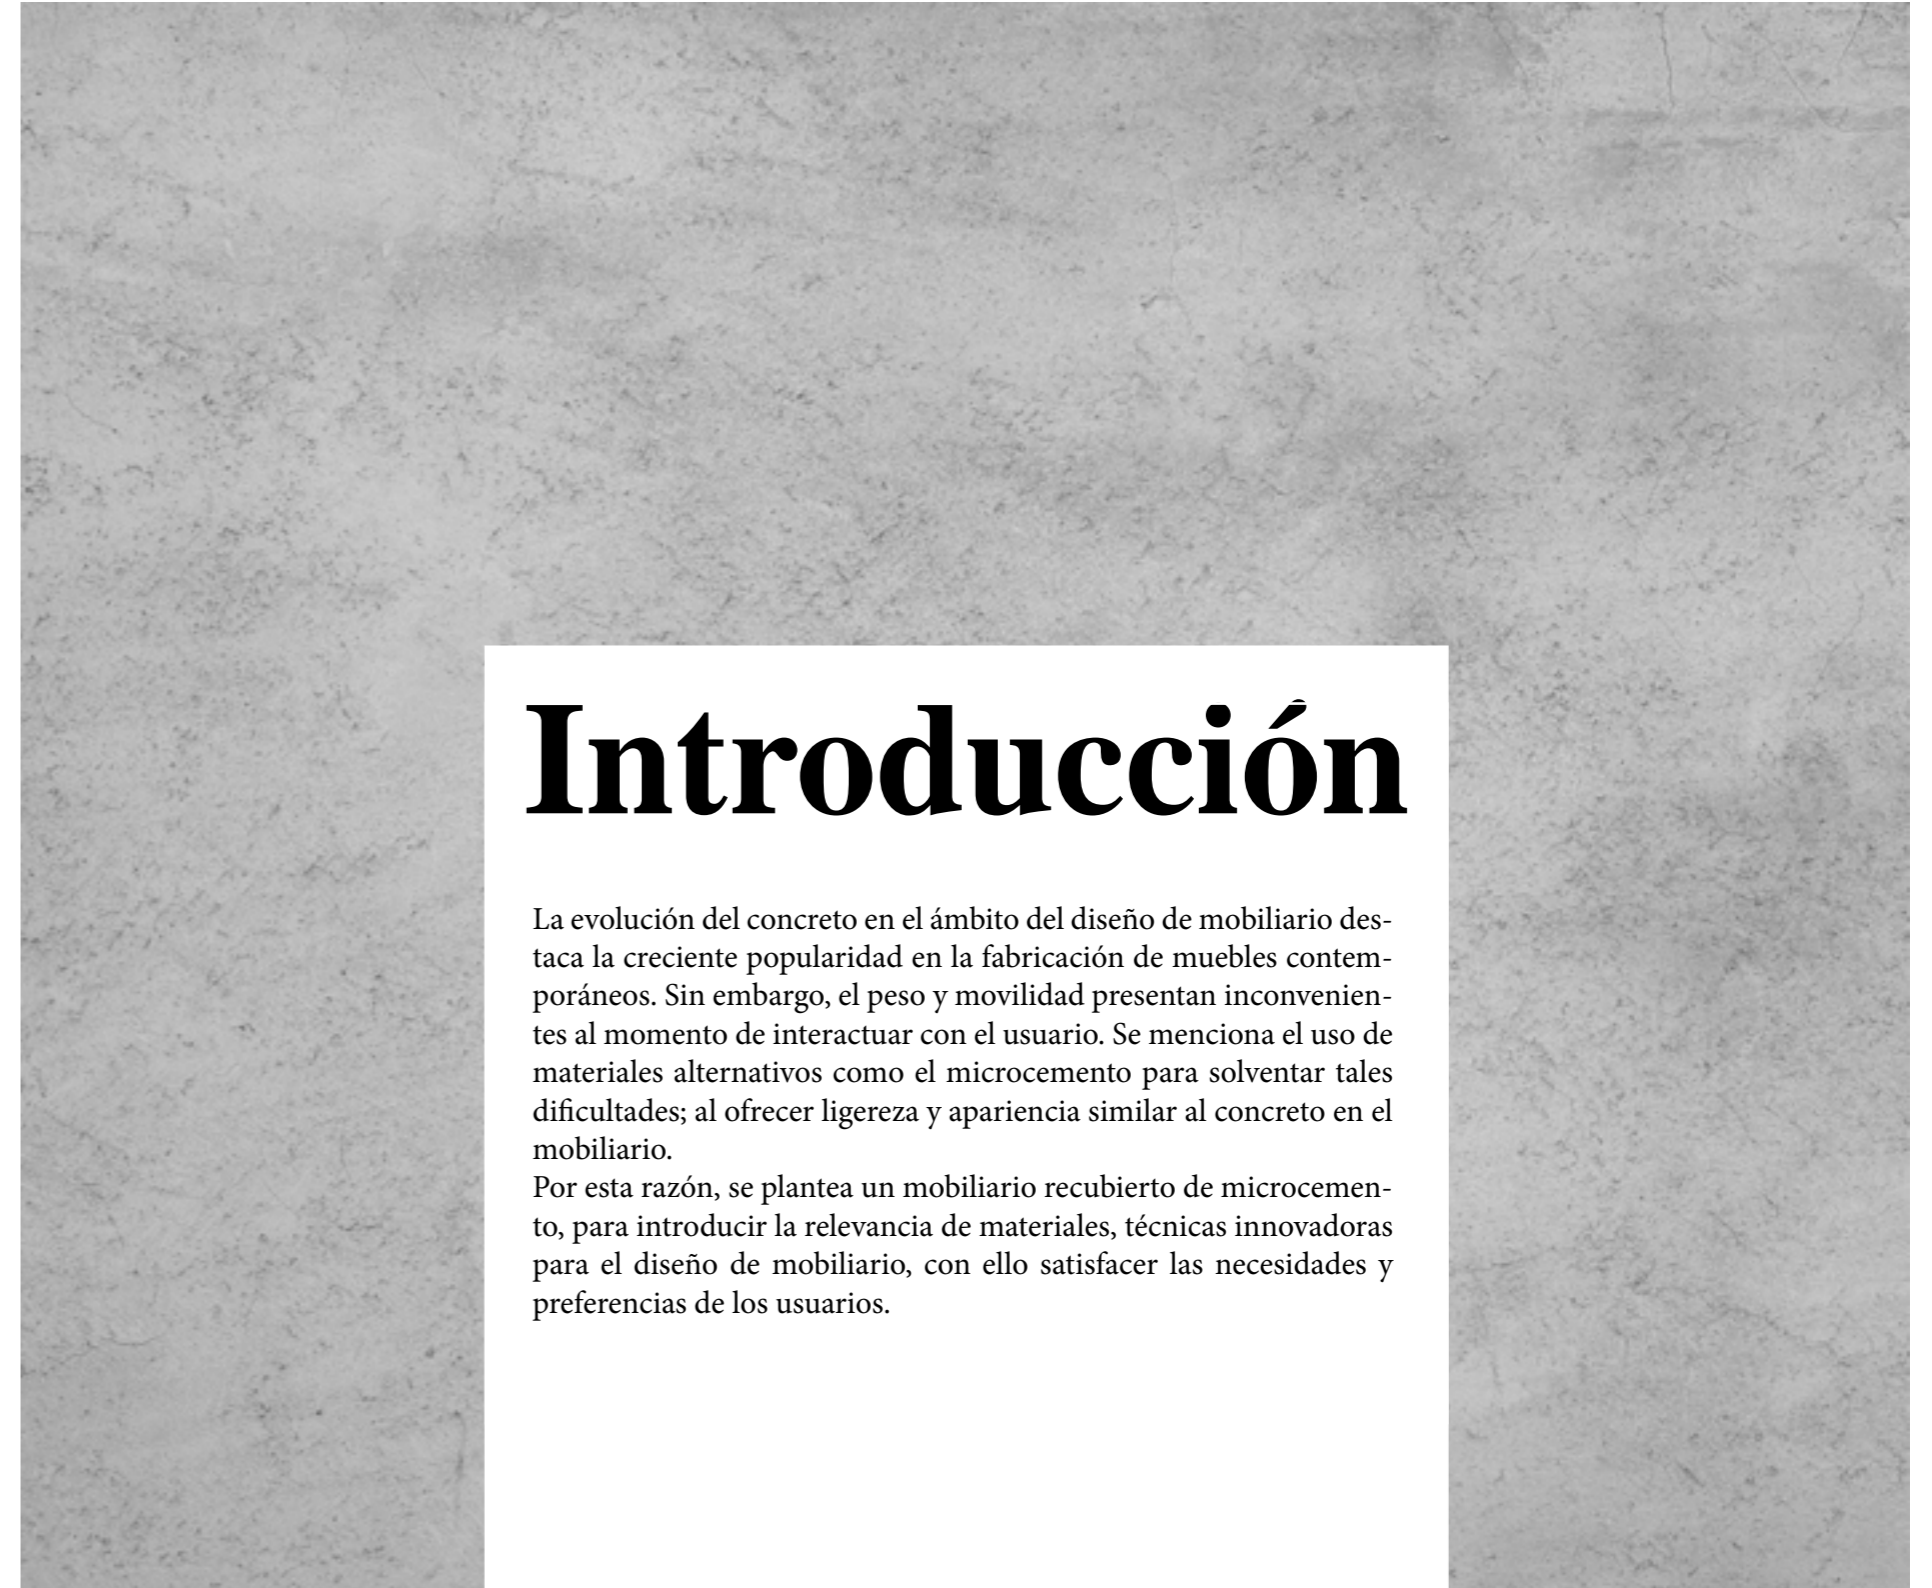 Introducción
La evolución del concreto en el ámbito del diseño de mobiliario des-
taca la creciente popularidad en la fabricación de muebles contem-
poráneos. Sin embargo, el peso y movilidad presentan inconvenien-
tes al momento de interactuar con el usuario. Se menciona el uso de
materiales alternativos como el microcemento para solventar tales
dificultades; al ofrecer ligereza y apariencia similar al concreto en el
mobiliario.
Por esta razón, se plantea un mobiliario recubierto de microcemen-
to, para introducir la relevancia de materiales, técnicas innovadoras
para el diseño de mobiliario, con ello satisfacer las necesidades y
preferencias de los usuarios.